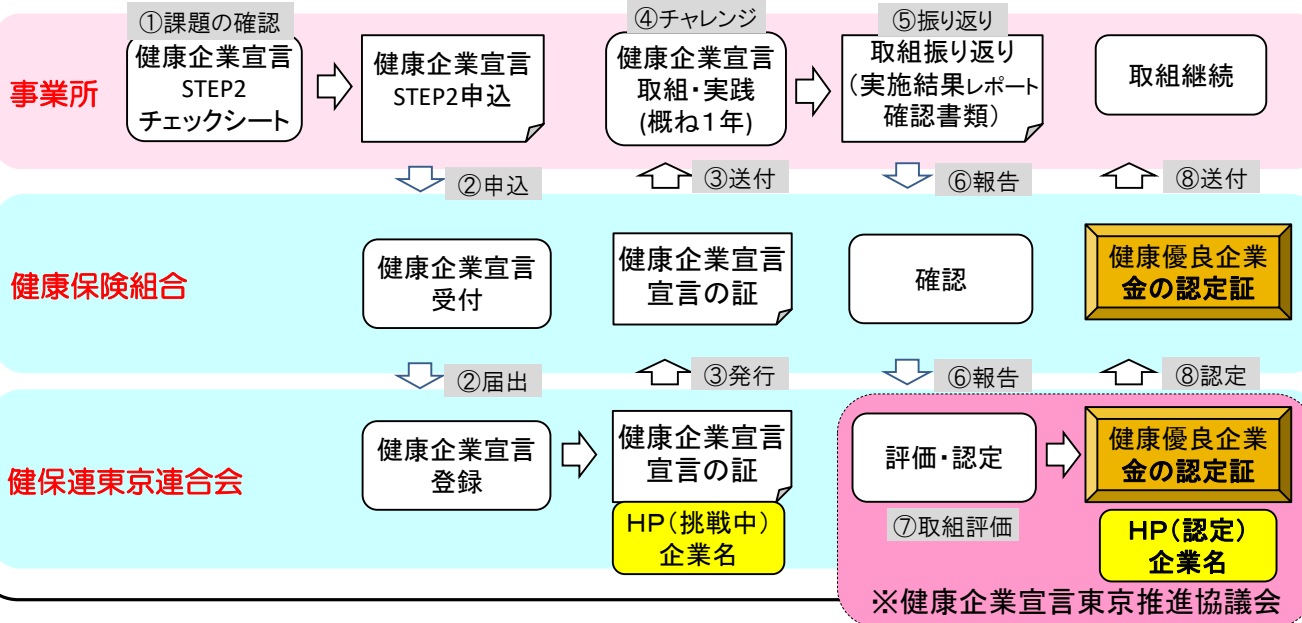 ①課題の確認
健康企業宣言
STEP2
チェックシート
健康企業宣言
STEP2申込
④チャレンジ
健康企業宣言
取組・実践
(概ね1年)
⑤振り返り
取組振り返り
(実施結果レポート
確認書類)
取組継続
事業所
②申込
③送付
⑥報告
⑧送付
健康保険組合
健康企業宣言
受付
健康企業宣言
宣言の証
確認
健康優良企業
金の認定証
②届出
③発行
⑥報告
⑧認定
健保連東京連合会
健康企業宣言
登録
健康企業宣言
宣言の証
HP(挑戦中)
企業名
評価・認定
⑦取組評価
健康優良企業
金の認定証
HP(認定)
企業名
※健康企業宣言東京推進協議会